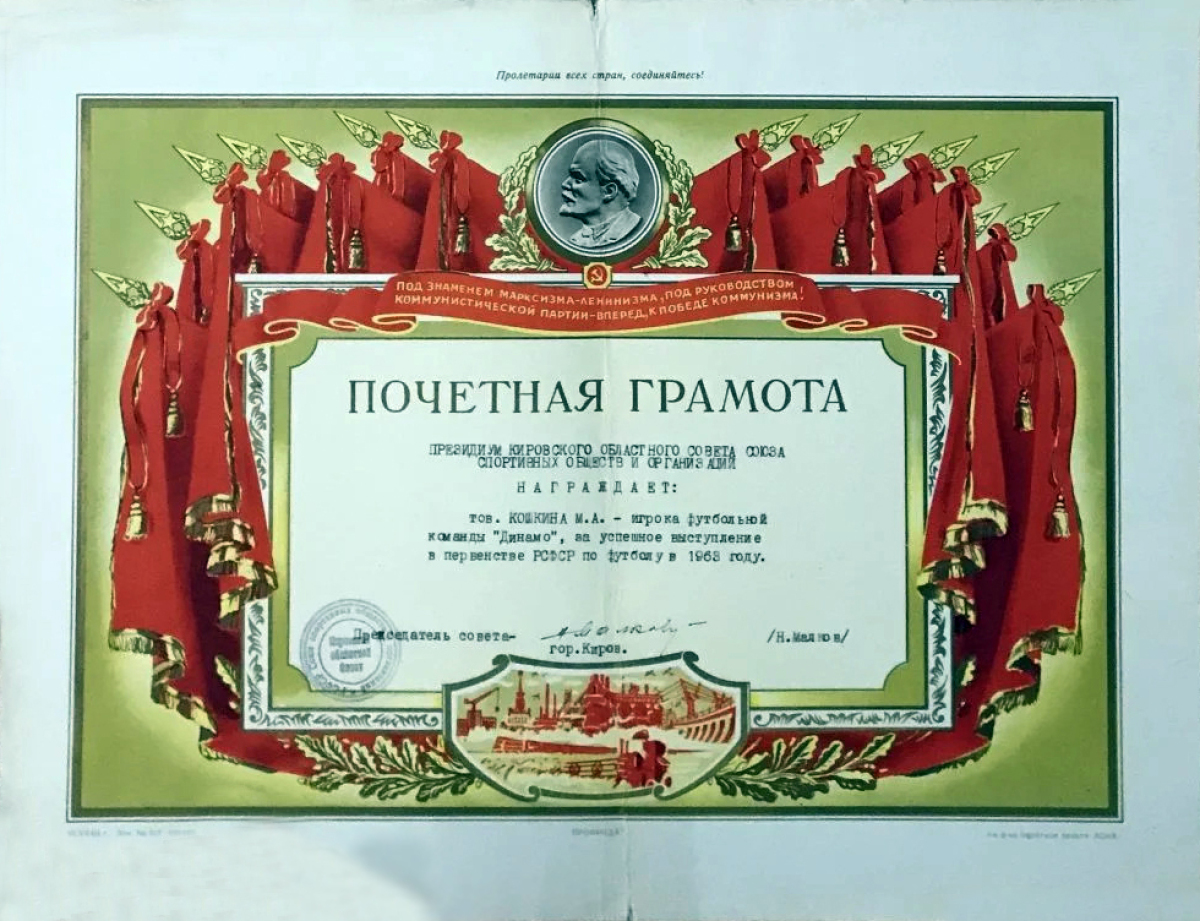 Пролетарии всех стран, соединяйтесь!
ПОД ЗНАМЕНЕМ МАРКСИЗМА-ЛЕНИНИЗМА, ПОД РУКОВОДСТВОМ
КОММУНИСТИЧЕСКОЙ ПАРТИИ-ВПЕРЕД, К ПОБЕДЕ КОММУНИЗМА!
ПОЧЕТНАЯ ГРАМОТА
ПРЕЗИДИУМ КИРОВСКОГО ОБЛАСТНОГО СОВЕТА СОЮЗА
СПОРТИВНЫХ ОБЩЕСТВ И ОРГАНИЗАЦИЙ
НАГРАЖДАЕТ:
тов. КОШКИНА М.А. - игрока футбольной
команды "Динамо", за успешное выступление
в первенстве РСФСР по футболу в 1963 году.
Председатель совета- /Н.Малков/
гор.Киров.